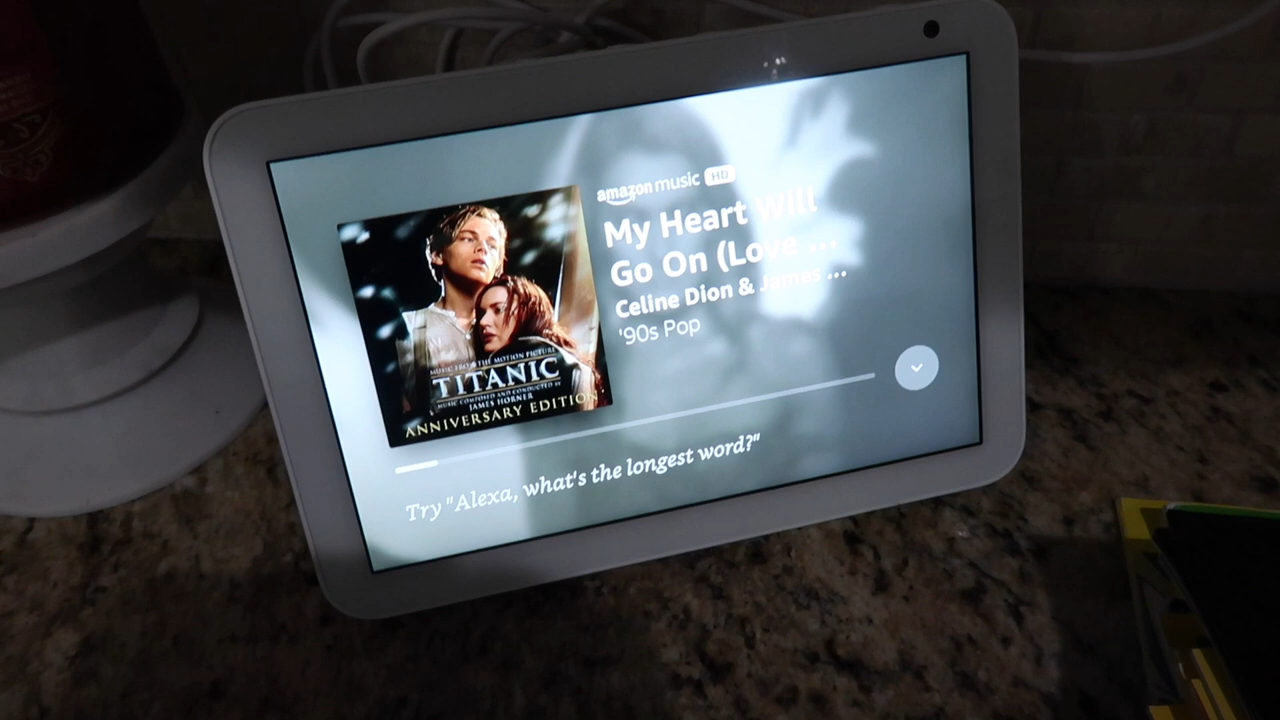 amazon music HD
My Heart Will
Go On (Love ...
Celine Dion & James ...
'90s Pop
MUSIC FROM THE MOTION PICTURE
TITANIC
MUSIC COMPOSED AND CONDUCTED BY
JAMES HORNER
ANNIVERSARY EDITION
Try "Alexa, what's the longest word?"